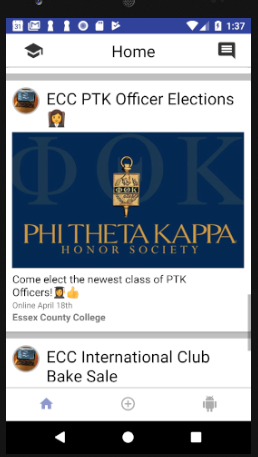 31 1:37
Home
ECC PTK Officer Elections
👩‍🎓
ΦΘΚ
ΦΘΚ
PHI THETA KAPPA
HONOR SOCIETY
Come elect the newest class of PTK
Officers!👩‍🎓👍
Online April 18th
Essex County College
ECC International Club
Bake Sale